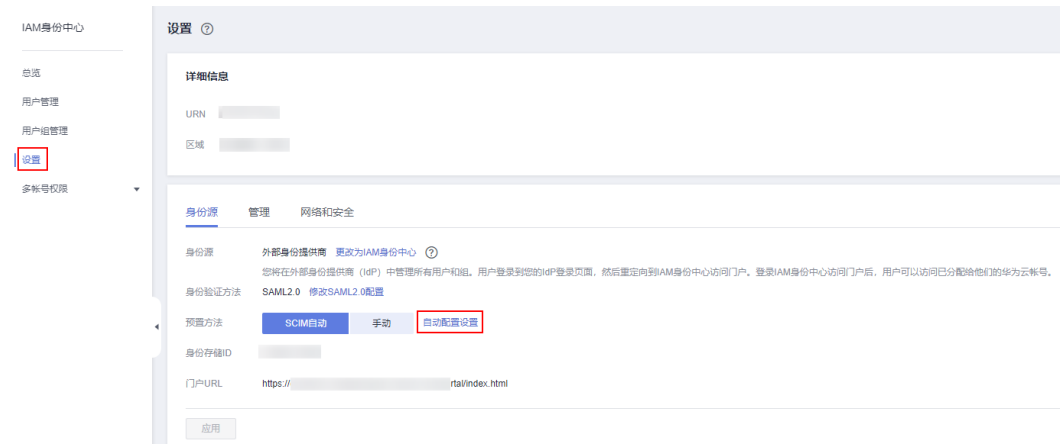 IAM身份中心
总览
用户管理
用户组管理
设置
多帐号权限
设置
详细信息
URN
区域
身份源 管理 网络和安全
身份源 外部身份提供商 更改为IAM身份中心
您将在外部身份提供商（IdP）中管理所有用户和组。用户登录到您的IdP登录页面，然后重定向到IAM身份中心访问门户。登录IAM身份中心访问门户后，用户可以访问已分配给他们的华为云帐号。
身份验证方法 SAML2.0 修改SAML2.0配置
预置方法 SCIM自动 手动 自动配置设置
身份存储ID
门户URL https:// rtal/index.html
应用